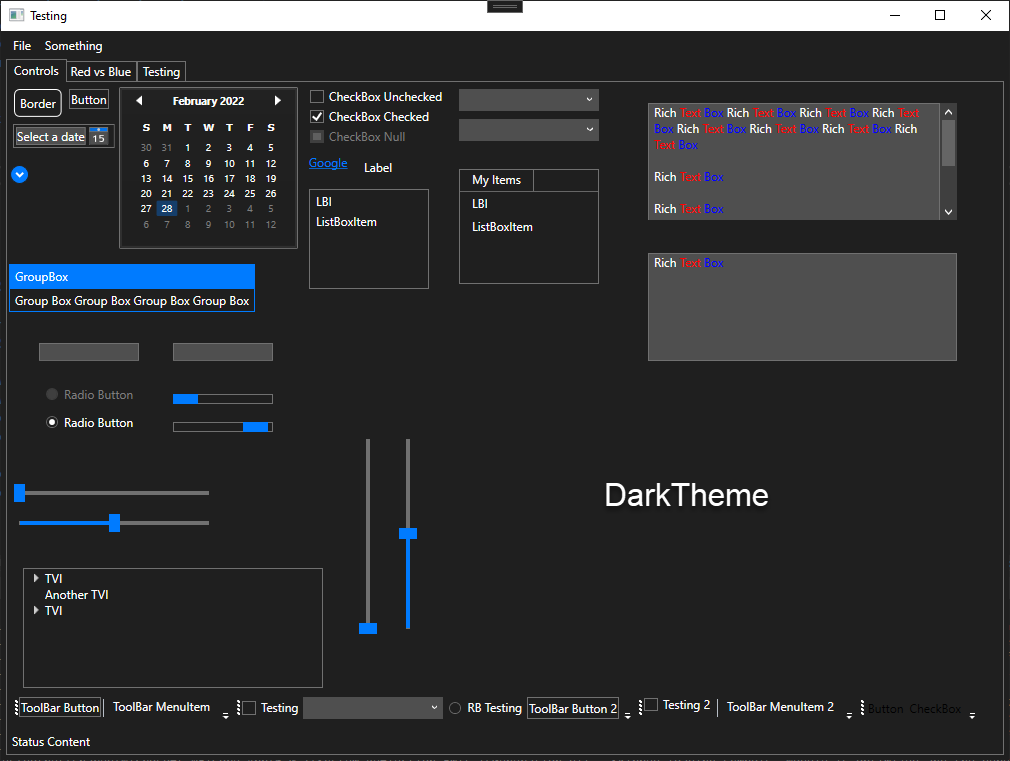 Testing
File Something
Controls Red vs Blue Testing
Border Button
Select a date 15
February 2022
S M T W T F S
30 31 1 2 3 4 5
6 7 8 9 10 11 12
13 14 15 16 17 18 19
20 21 22 23 24 25 26
27 28 1 2 3 4 5
6 7 8 9 10 11 12
CheckBox Unchecked
CheckBox Checked
CheckBox Null
Google Label
LBI
ListBoxItem
My Items
LBI
ListBoxItem
Rich Text Box Rich Text Box Rich Text Box Rich Text
Box Rich Text Box Rich Text Box Rich Text Box Rich
Text Box
Rich Text Box
Rich Text Box
Rich Text Box
GroupBox
Group Box Group Box Group Box Group Box
Radio Button
Radio Button
DarkTheme
TVI
Another TVI
TVI
ToolBar Button ToolBar MenuItem Testing RB Testing ToolBar Button 2 Testing 2 ToolBar MenuItem 2 Button CheckBox
Status Content